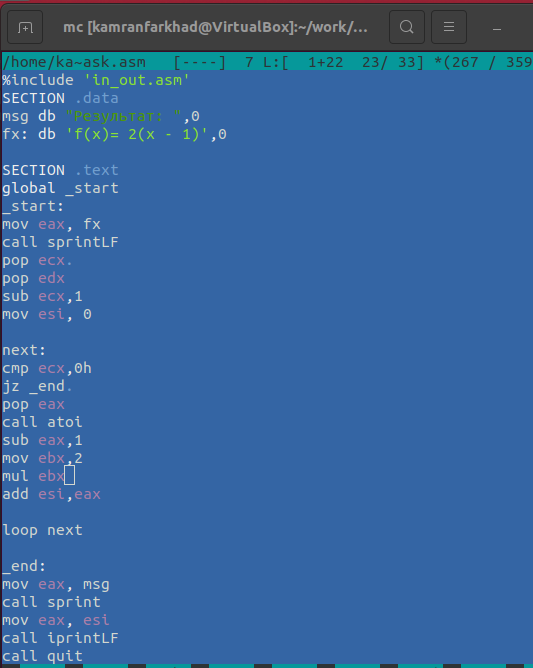 mc [kamranfarkhad@VirtualBox]:~/work/...
/home/ka~ask.asm   [----]  7 L:[  1+22  23/ 33] *(267 / 359
%include 'in_out.asm'
SECTION .data
msg db "Результат: ",0
fx: db 'f(x)= 2(x - 1)',0

SECTION .text
global _start
_start:
mov eax, fx
call sprintLF
pop ecx.
pop edx
sub ecx,1
mov esi, 0

next:
cmp ecx,0h
jz _end.
pop eax
call atoi
sub eax,1
mov ebx,2
mul ebx
add esi,eax

loop next

_end:
mov eax, msg
call sprint
mov eax, esi
call iprintLF
call quit